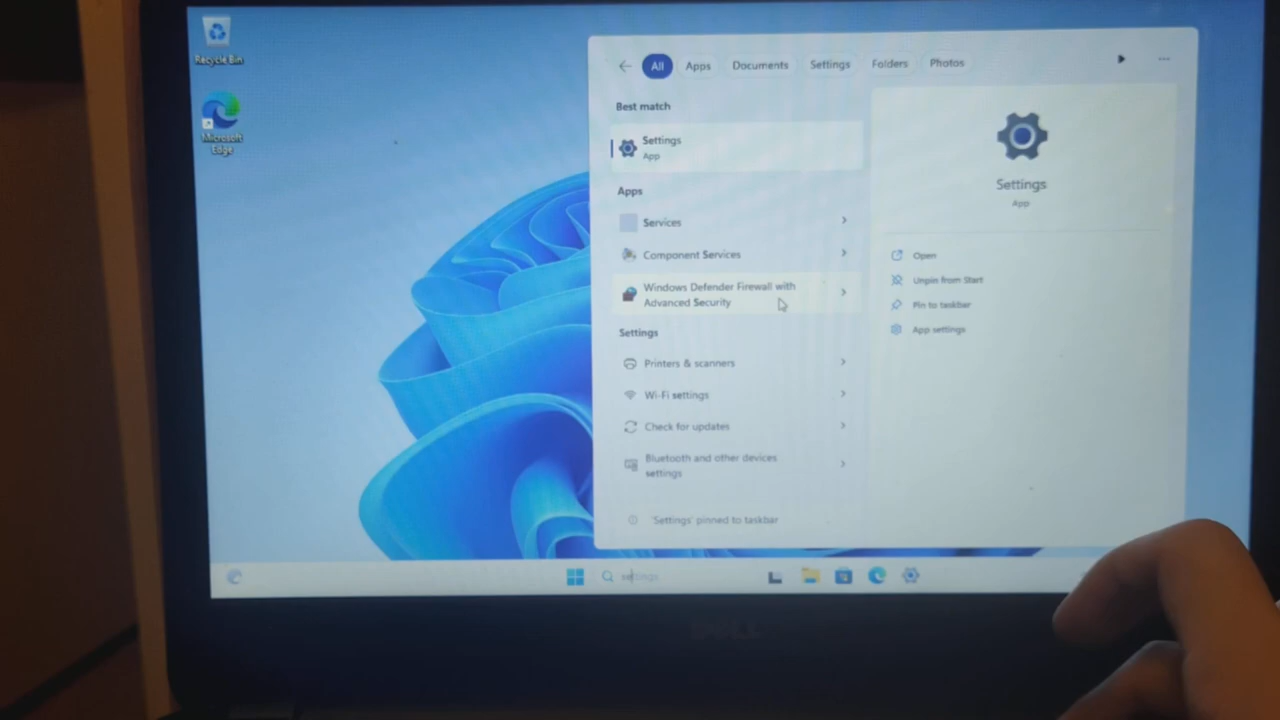 Recycle Bin
Microsoft
Edge
All Apps Documents Settings Folders Photos
Best match
Settings
App
Apps
Services
Component Services
Windows Defender Firewall with
Advanced Security
Settings
Printers & scanners
Wi-Fi settings
Check for updates
Bluetooth and other devices
settings
'Settings' pinned to taskbar
Settings
App
Open
Unpin from Start
Pin to taskbar
App settings
settings
DELL